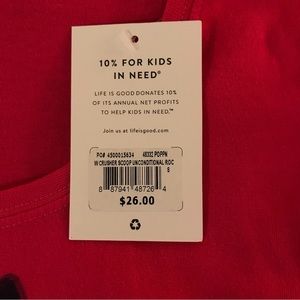 10% FOR KIDS
IN NEED®
LIFE IS GOOD DONATES 10%
OF ITS ANNUAL NET PROFITS
TO HELP KIDS IN NEED.™
Join us at lifeisgood.com
PO# 4500015634 48332 POPPN
W CRUSHER SCOOP UNCONDITIONAL RDC
S
8 87941 48726 4
$26.00